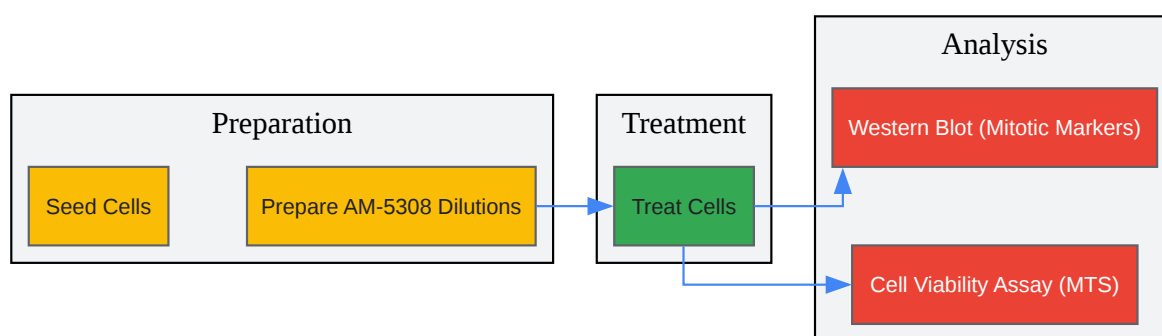 Preparation
Seed Cells
Prepare AM-5308 Dilutions
Treatment
Treat Cells
Analysis
Western Blot (Mitotic Markers)
Cell Viability Assay (MTS)